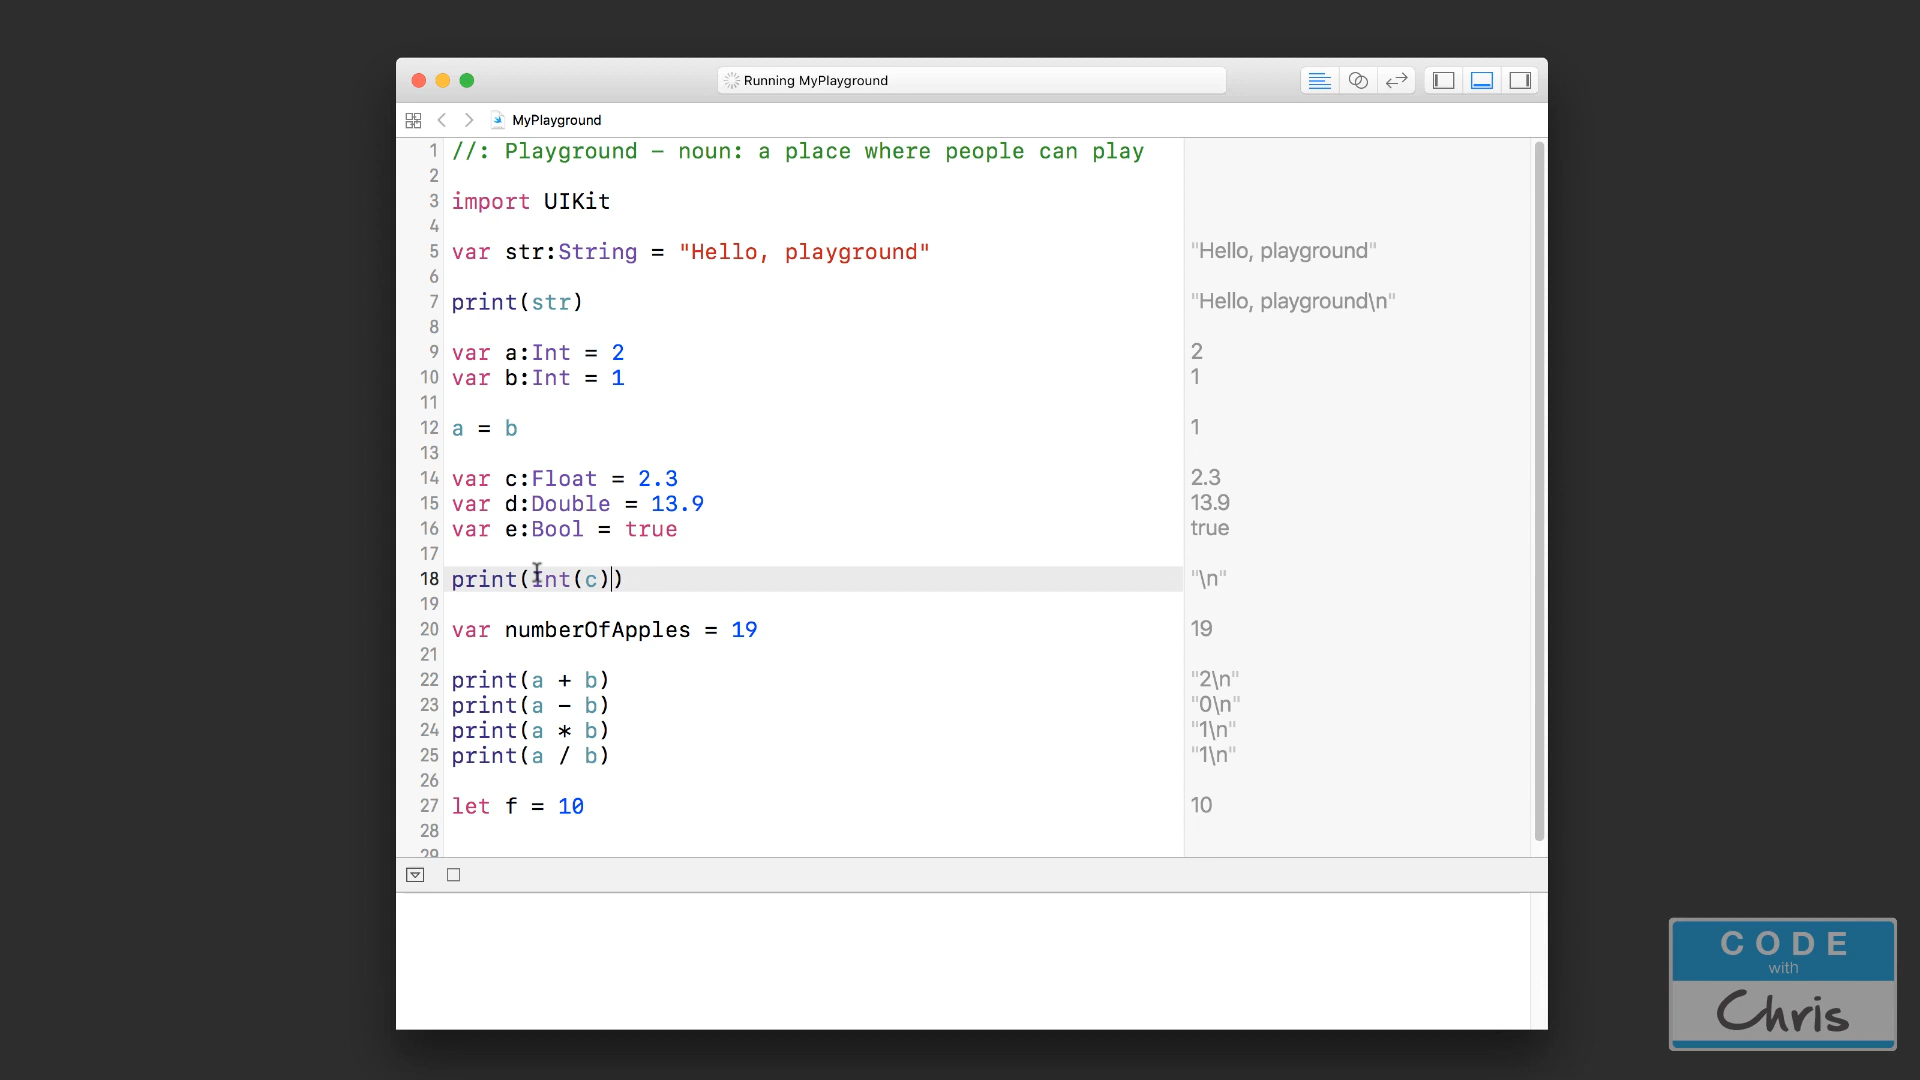 Running MyPlayground
MyPlayground
1 //: Playground – noun: a place where people can play
2
3 import UIKit
4
5 var str:String = "Hello, playground" "Hello, playground"
6
7 print(str) "Hello, playground\n"
8
9 var a:Int = 2 2
10 var b:Int = 1 1
11
12 a = b 1
13
14 var c:Float = 2.3 2.3
15 var d:Double = 13.9 13.9
16 var e:Bool = true true
17
18 print(Int(c)) "\n"
19
20 var numberOfApples = 19 19
21
22 print(a + b) "2\n"
23 print(a - b) "0\n"
24 print(a * b) "1\n"
25 print(a / b) "1\n"
26
27 let f = 10 10
28
29
CODE
with
Chris